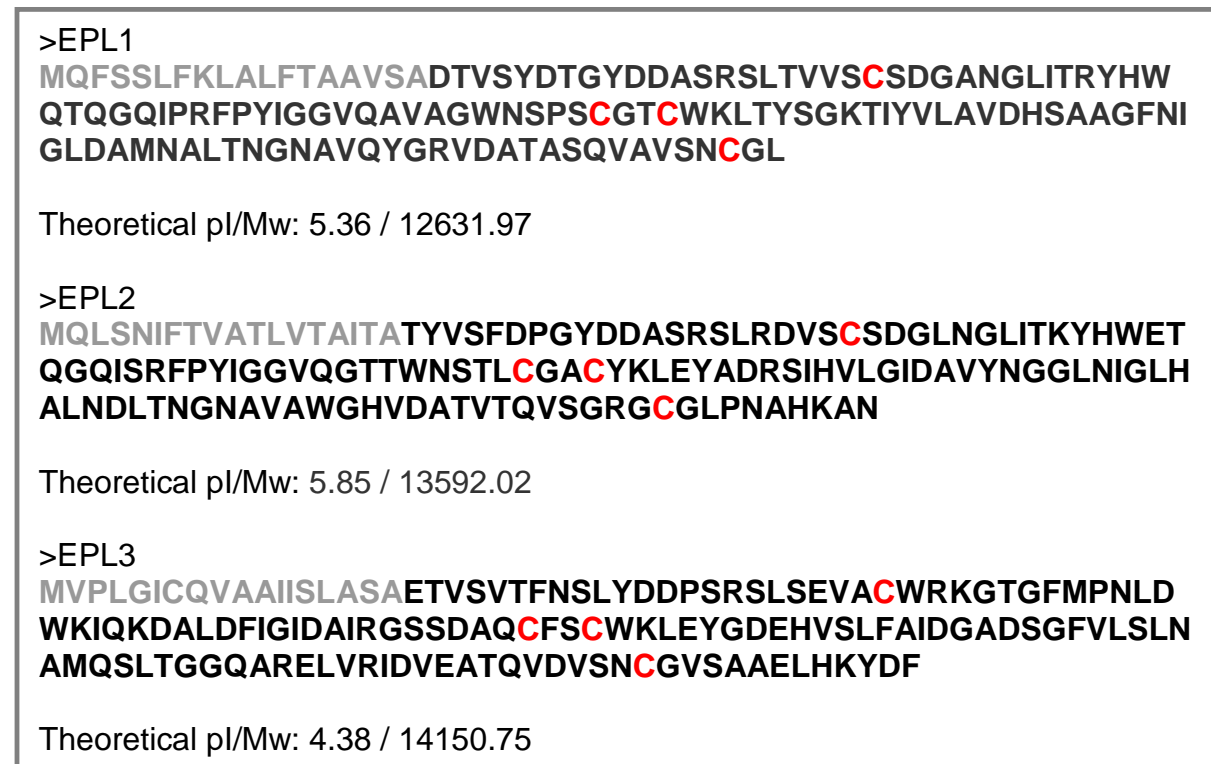 >EPL1
MQFSSLFKLALFTAAVSADTVSYDTGYDDASRSLTVVSCSDGANGLITRYHW
QTQGQIPRFPYIGGVQAVAGWNSPSCGTCWKLTYSGKTIYVLAVDHSAAGFNI
GLDAMNALTNGNAVQYGRVDATASQVAVSNCGL
Theoretical pI/Mw: 5.36 / 12631.97
>EPL2
MQLSNIFTVATLVTAITATYVSFDPGYDDASRSLRDVSCSDGLNGLITKYHWET
QGQISRFPYIGGVQGTTWNSTLCGACYKLEYADRSIHVLGIDAVYNGGLNIGLH
ALNDLTNGNAVAWGHVDATVTQVSGRGCGLPNAHKAN
Theoretical pI/Mw: 5.85 / 13592.02
>EPL3
MVPLGICQVAAIISLASAETVSVTFNSLYDDPSRSLSEVACWRKGTGFMPNLD
WKIQKDALDFIGIDAIRGSSDAQCFSCWKLEYGDEHVSLFAIDGADSGFVLSLN
AMQSLTGGQARELVRIDVEATQVDVSNCGVSAAELHKYDF
Theoretical pI/Mw: 4.38 / 14150.75